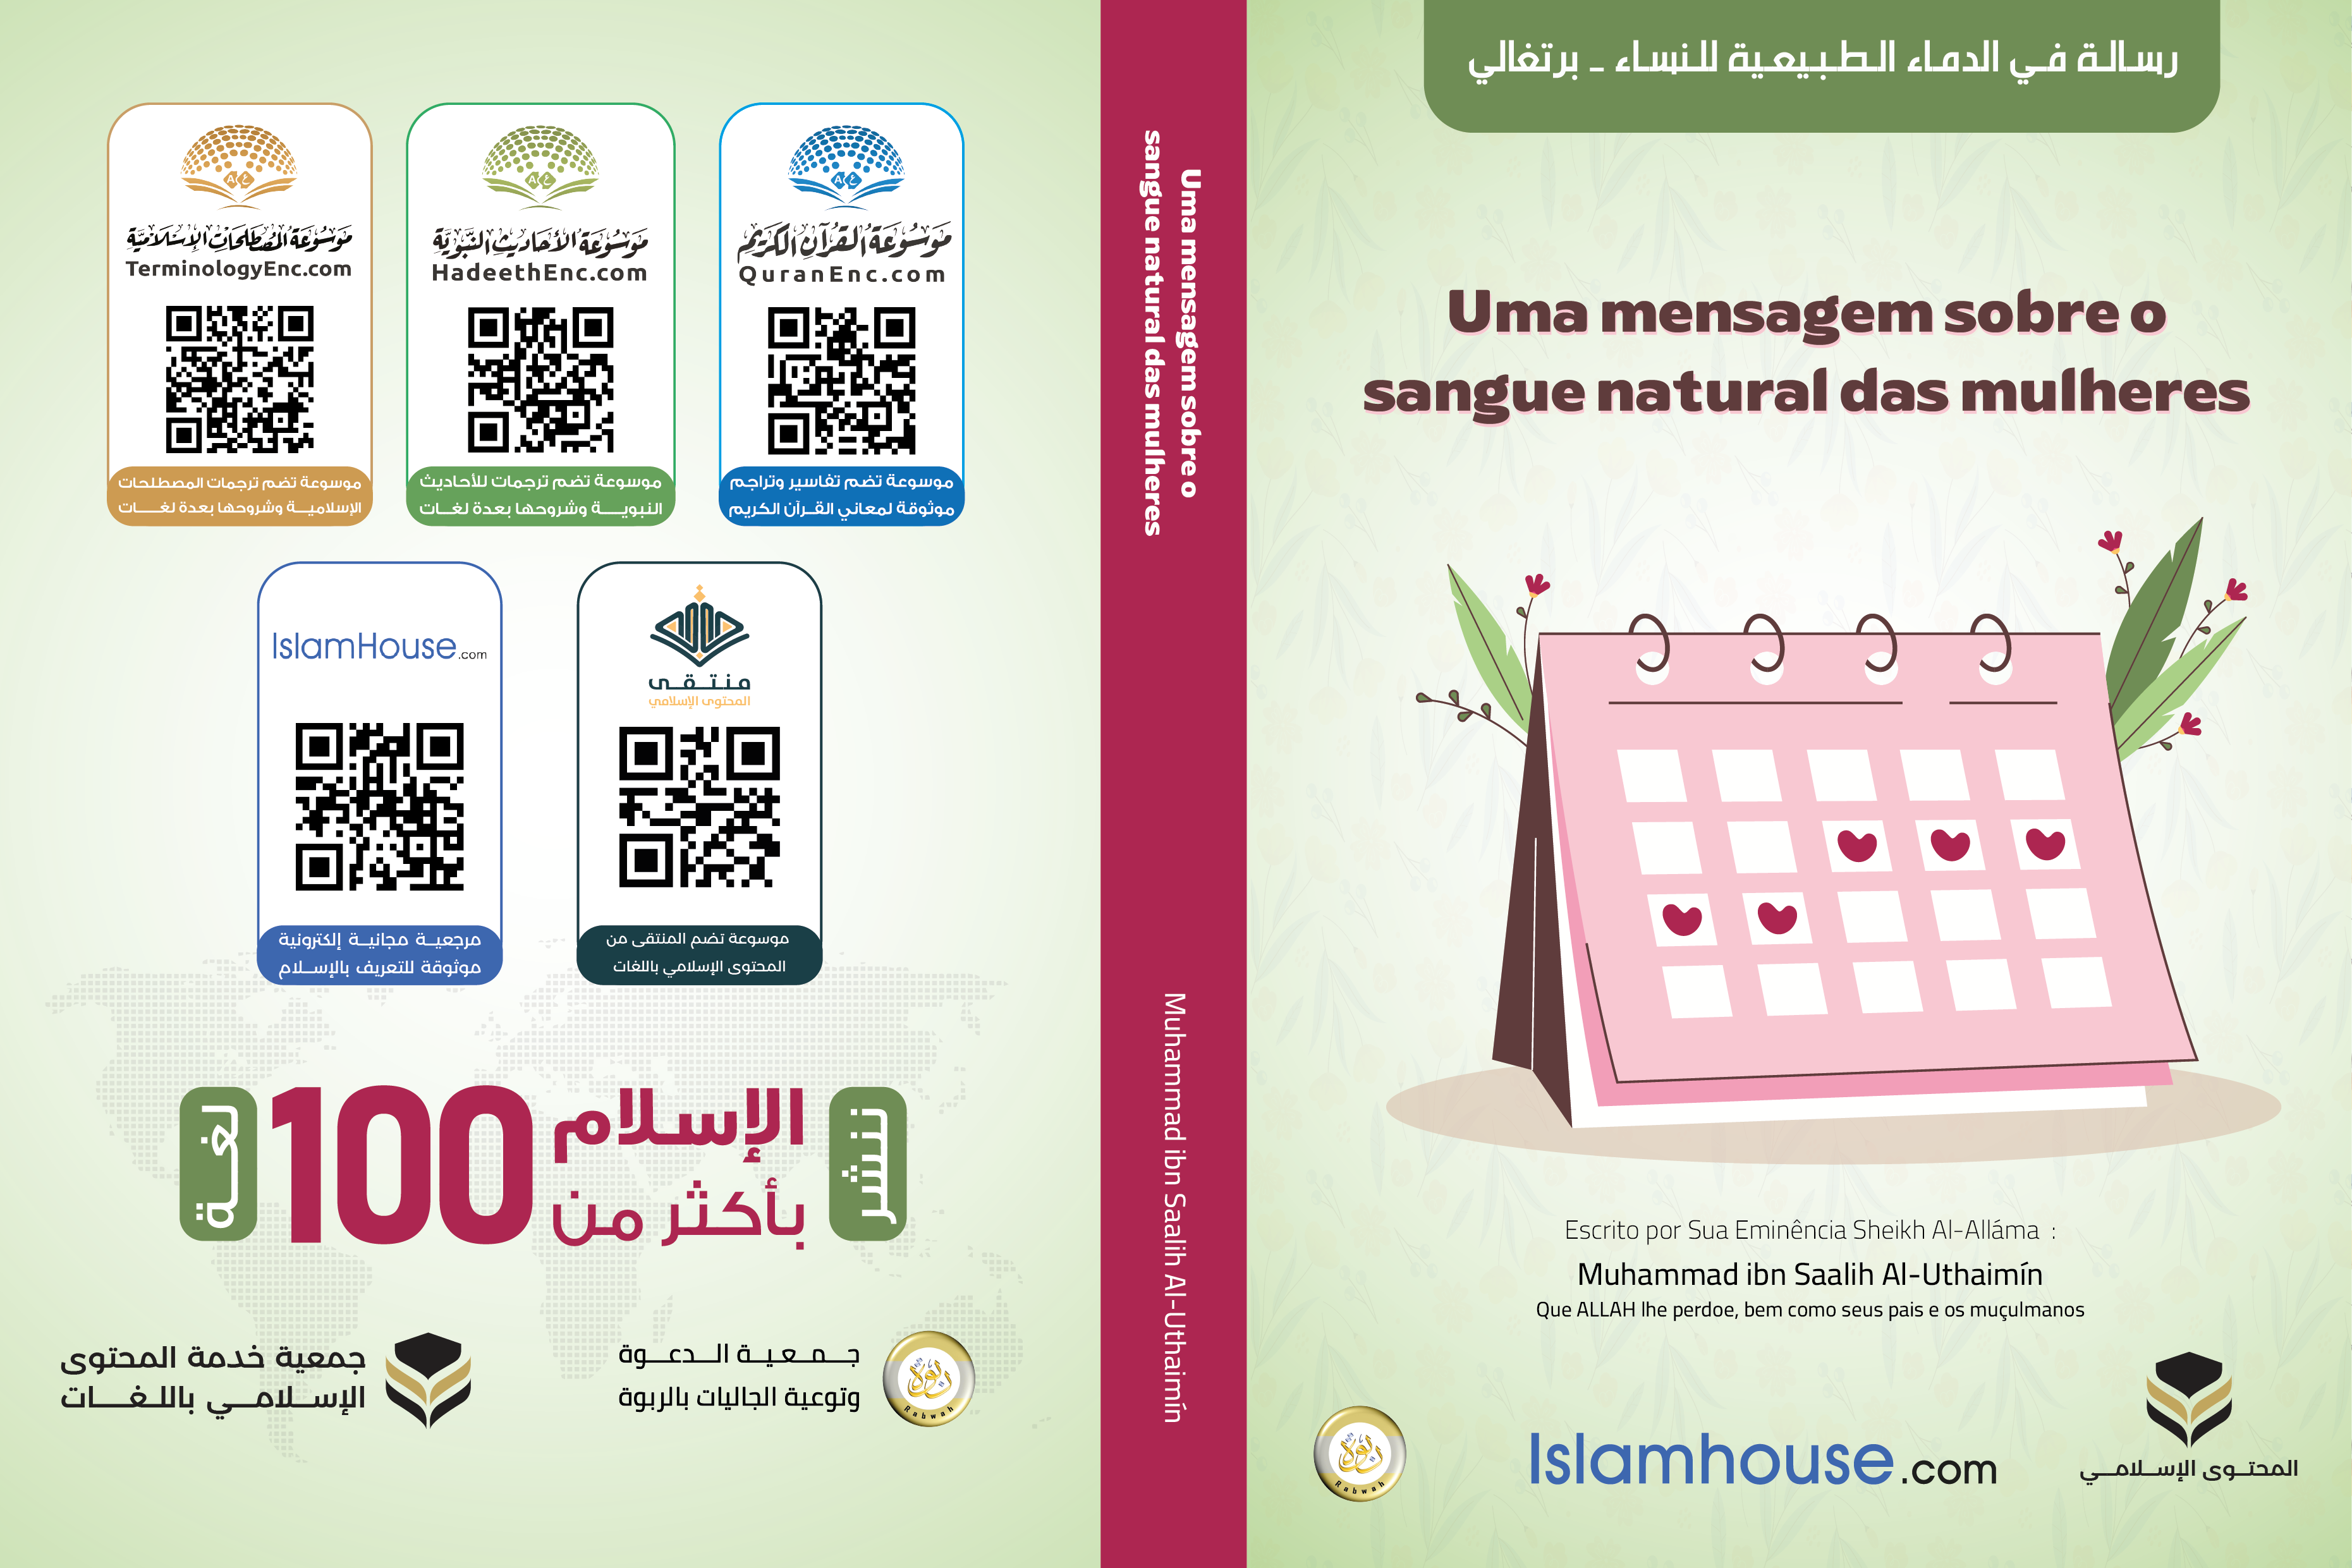 رسالة في الدماء الطبيعية للنساء - برتغالي
Uma mensagem sobre o
sangue natural das mulheres
Escrito por Sua Eminência Sheikh Al-Alláma :
Muhammad ibn Saalih Al-Uthaimín
Que ALLAH lhe perdoe, bem como seus pais e os muçulmanos
Rabwah
Islamhouse.com
المحتوى الإسلامي
Uma mensagem sobre o
sangue natural das mulheres
Muhammad ibn Saalih Al-Uthaimín
موسوعة القرآن الكريم
QuranEnc.com
موسوعة تضم تفاسير وتراجم
موثوقة لمعاني القرآن الكريم
موسوعة الأحاديث النبوية
HadeethEnc.com
موسوعة تضم ترجمات للأحاديث
النبوية وشروحها بعدة لغات
موسوعة المصطلحات الإسلامية
TerminologyEnc.com
موسوعة تضم ترجمات المصطلحات
الإسلامية وشروحها بعدة لغات
منتقى
المحتوى الإسلامي
موسوعة تضم المنتقى من
المحتوى الإسلامي باللغات
IslamHouse.com
مرجعية مجانية إلكترونية
موثوقة للتعريف بالإسلام
ننشر
الإسلام
بأكثر من
100
لغة
ربوة
Rabwah
جمعية الدعوة
وتوعية الجاليات بالربوة
جمعية خدمة المحتوى
الإسلامي باللغات